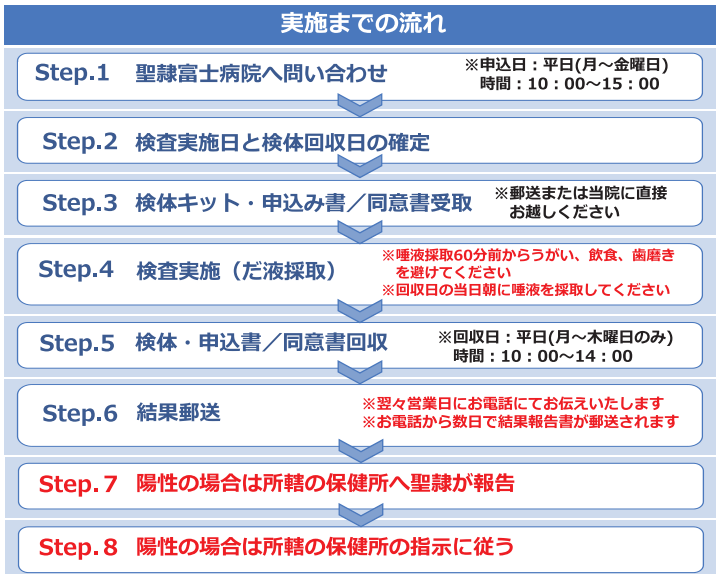 実施までの流れ
Step.1 聖隷富士病院へ問い合わせ ※申込日：平日(月～金曜日)
時間：10：00～15：00
Step.2 検査実施日と検体回収日の確定
Step.3 検体キット・申込み書／同意書受取 ※郵送または当院に直接
お越しください
Step.4 検査実施（だ液採取） ※唾液採取60分前からうがい、飲食、歯磨き
を避けてください
※回収日の当日朝に唾液を採取してください
Step.5 検体・申込書／同意書回収 ※回収日：平日(月～木曜日のみ)
時間：10：00～14：00
Step.6 結果郵送 ※翌々営業日にお電話にてお伝えいたします
※お電話から数日で結果報告書が郵送されます
Step.7 陽性の場合は所轄の保健所へ聖隷が報告
Step.8 陽性の場合は所轄の保健所の指示に従う